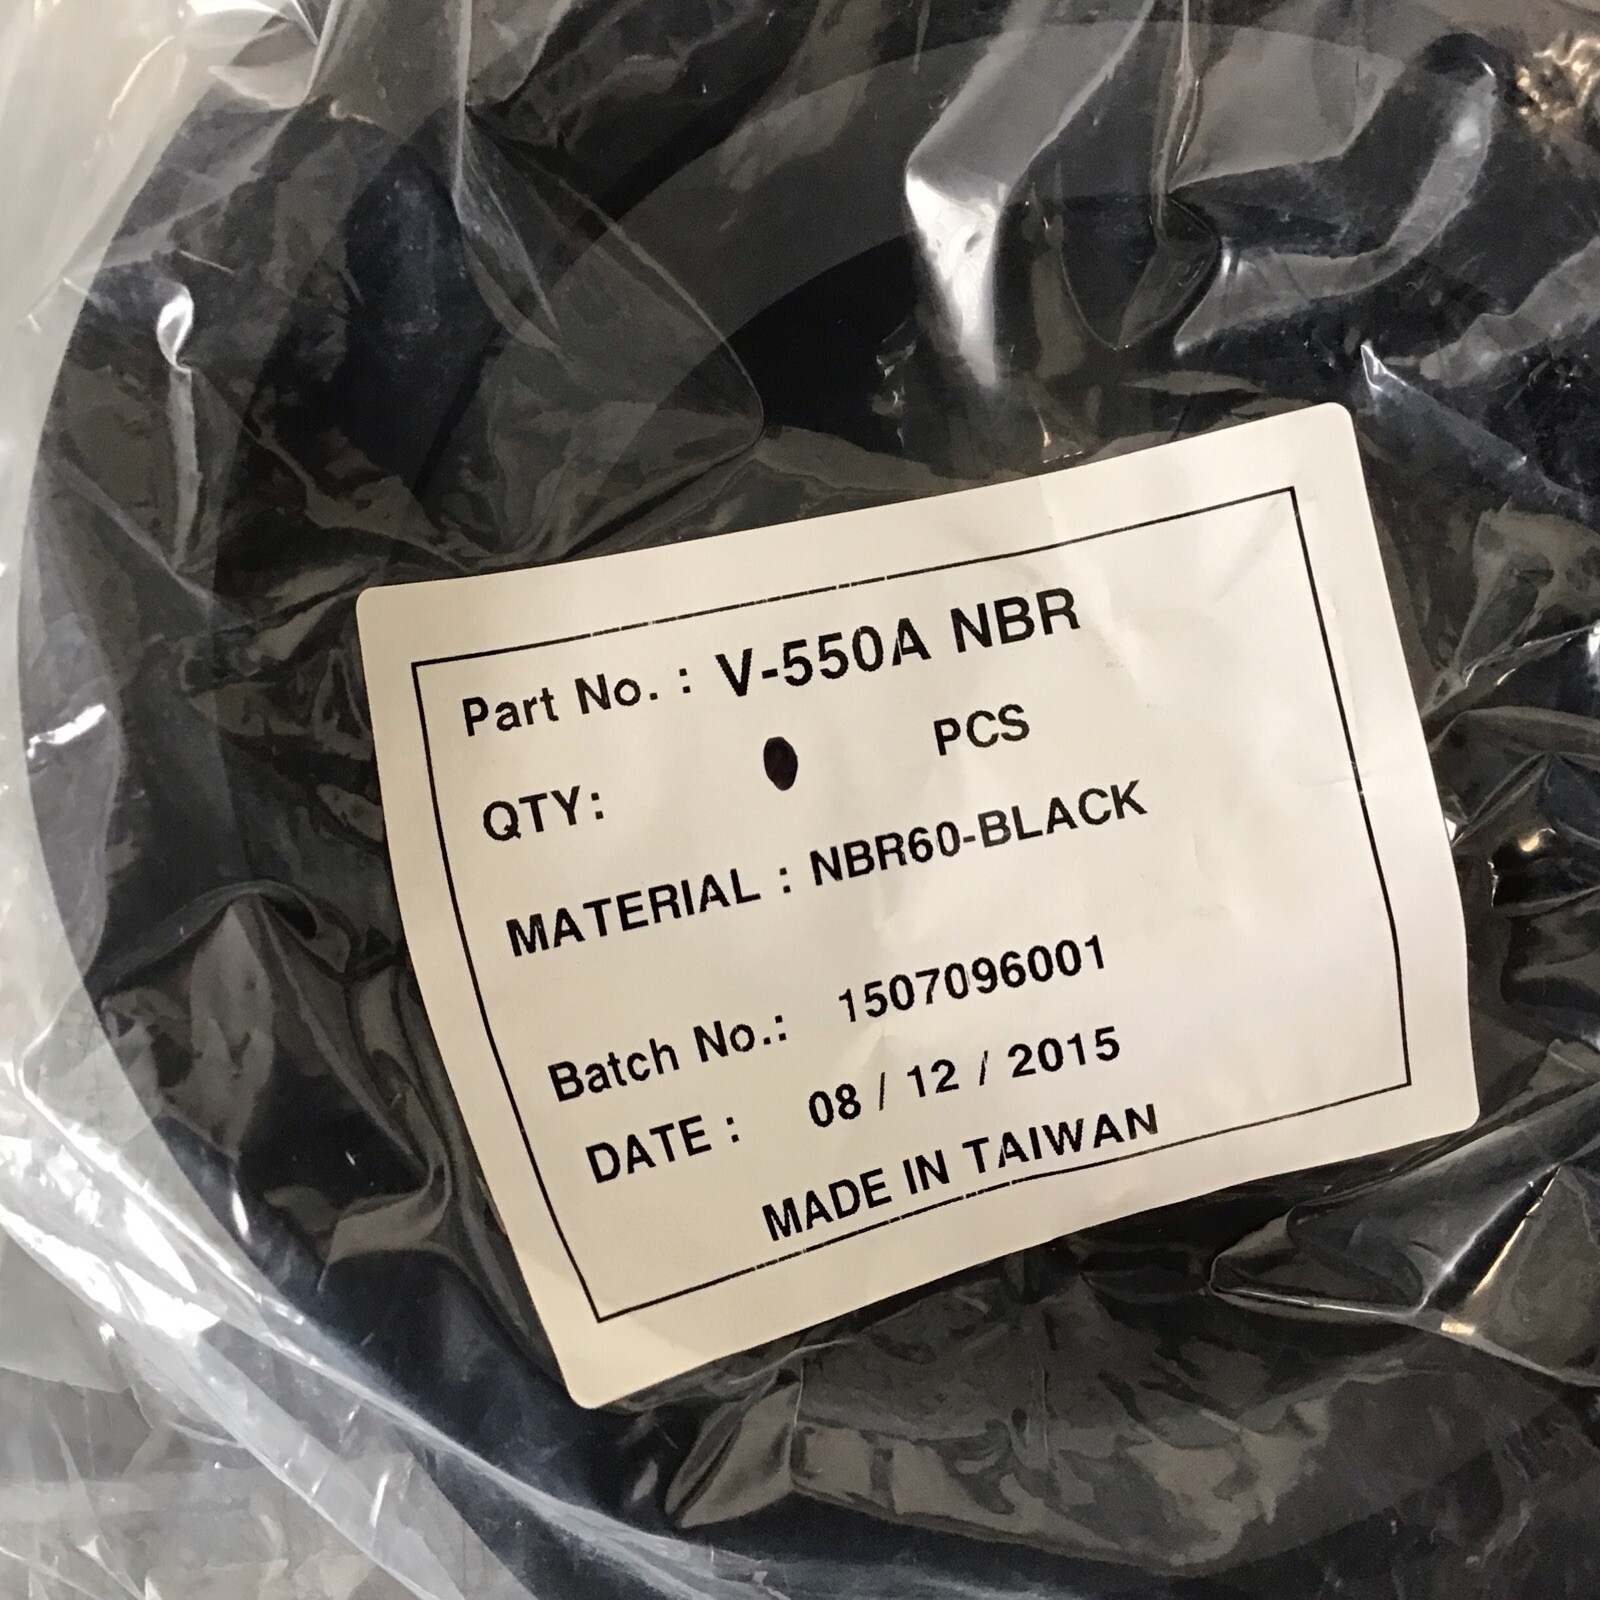 Part No. : V-550A NBR
QTY: PCS
MATERIAL : NBR60-BLACK
Batch No.: 1507096001
DATE : 08 / 12 / 2015
MADE IN TAIWAN